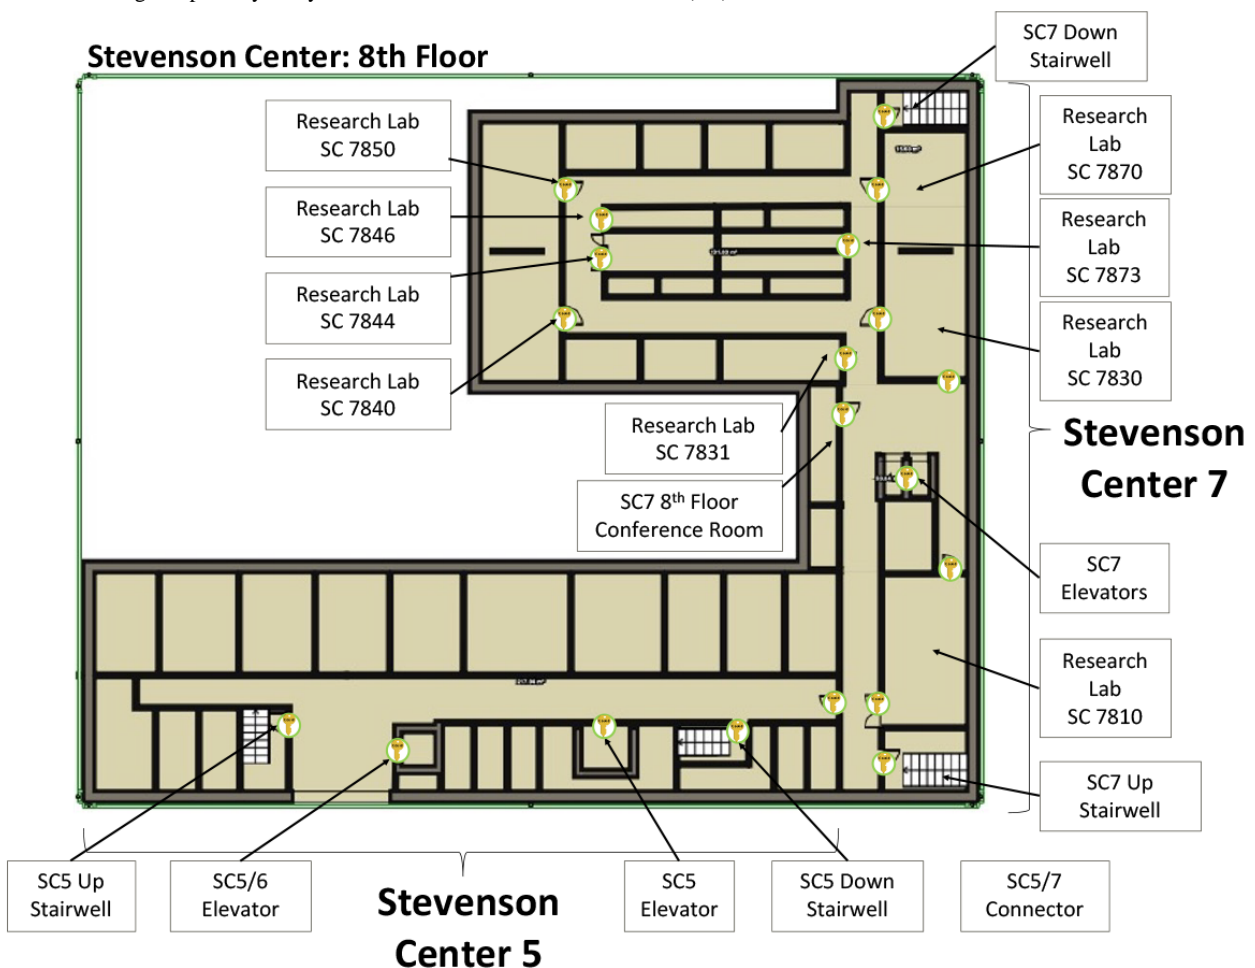 Stevenson Center: 8th Floor
SC7 Down
Stairwell
Research Lab
SC 7850
Research
Lab
SC 7870
Research Lab
SC 7846
Research
Lab
SC 7873
Research Lab
SC 7844
Research
Lab
SC 7830
Research Lab
SC 7840
Research Lab
SC 7831
Stevenson
Center 7
SC7 8th Floor
Conference Room
SC7
Elevators
Research
Lab
SC 7810
SC7 Up
Stairwell
SC5 Up
Stairwell
SC5/6
Elevator
Stevenson
Center 5
SC5
Elevator
SC5 Down
Stairwell
SC5/7
Connector